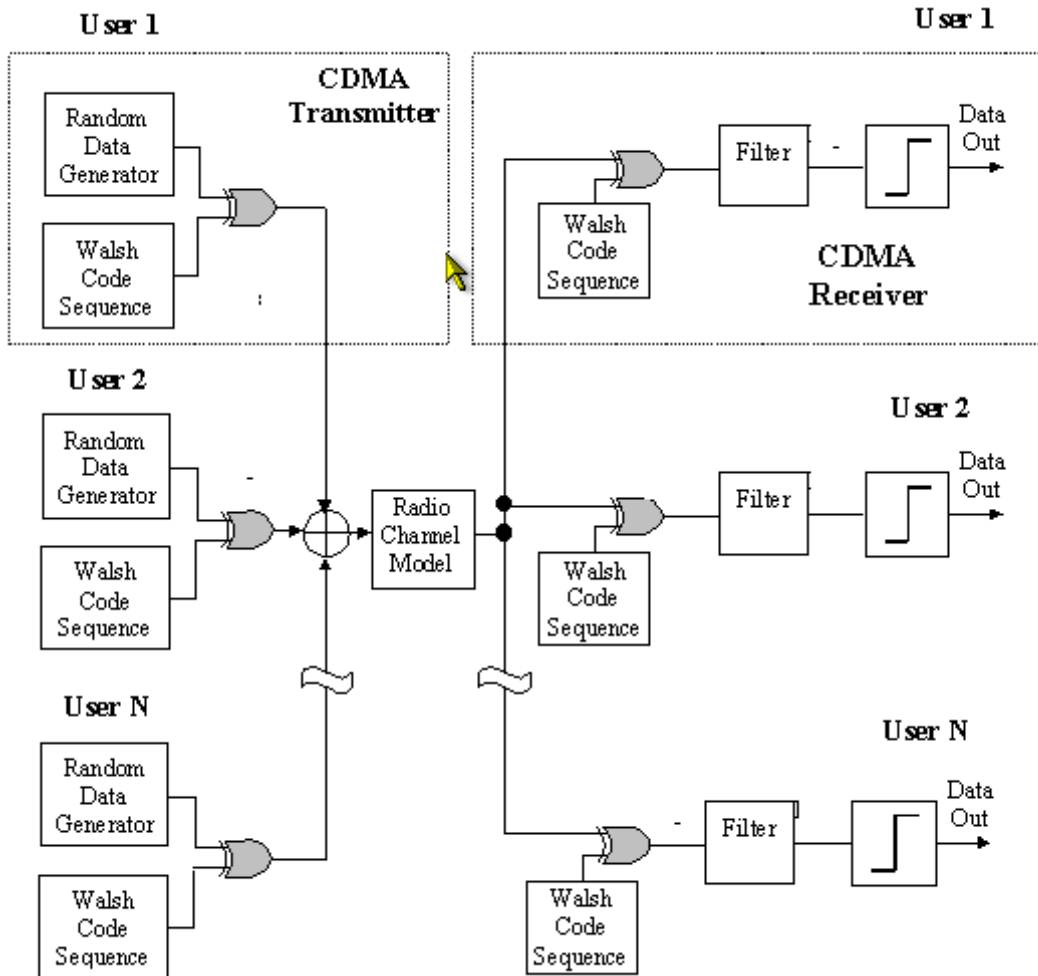 User 1
User 1
CDMA
Transmitter
Random
Data
Generator
Walsh
Code
Sequence
Filter
Data
Out
Walsh
Code
Sequence
CDMA
Receiver
User 2
User 2
Random
Data
Generator
Walsh
Code
Sequence
Radio
Channel
Model
Filter
Data
Out
Walsh
Code
Sequence
User N
User N
Random
Data
Generator
Walsh
Code
Sequence
Filter
Data
Out
Walsh
Code
Sequence